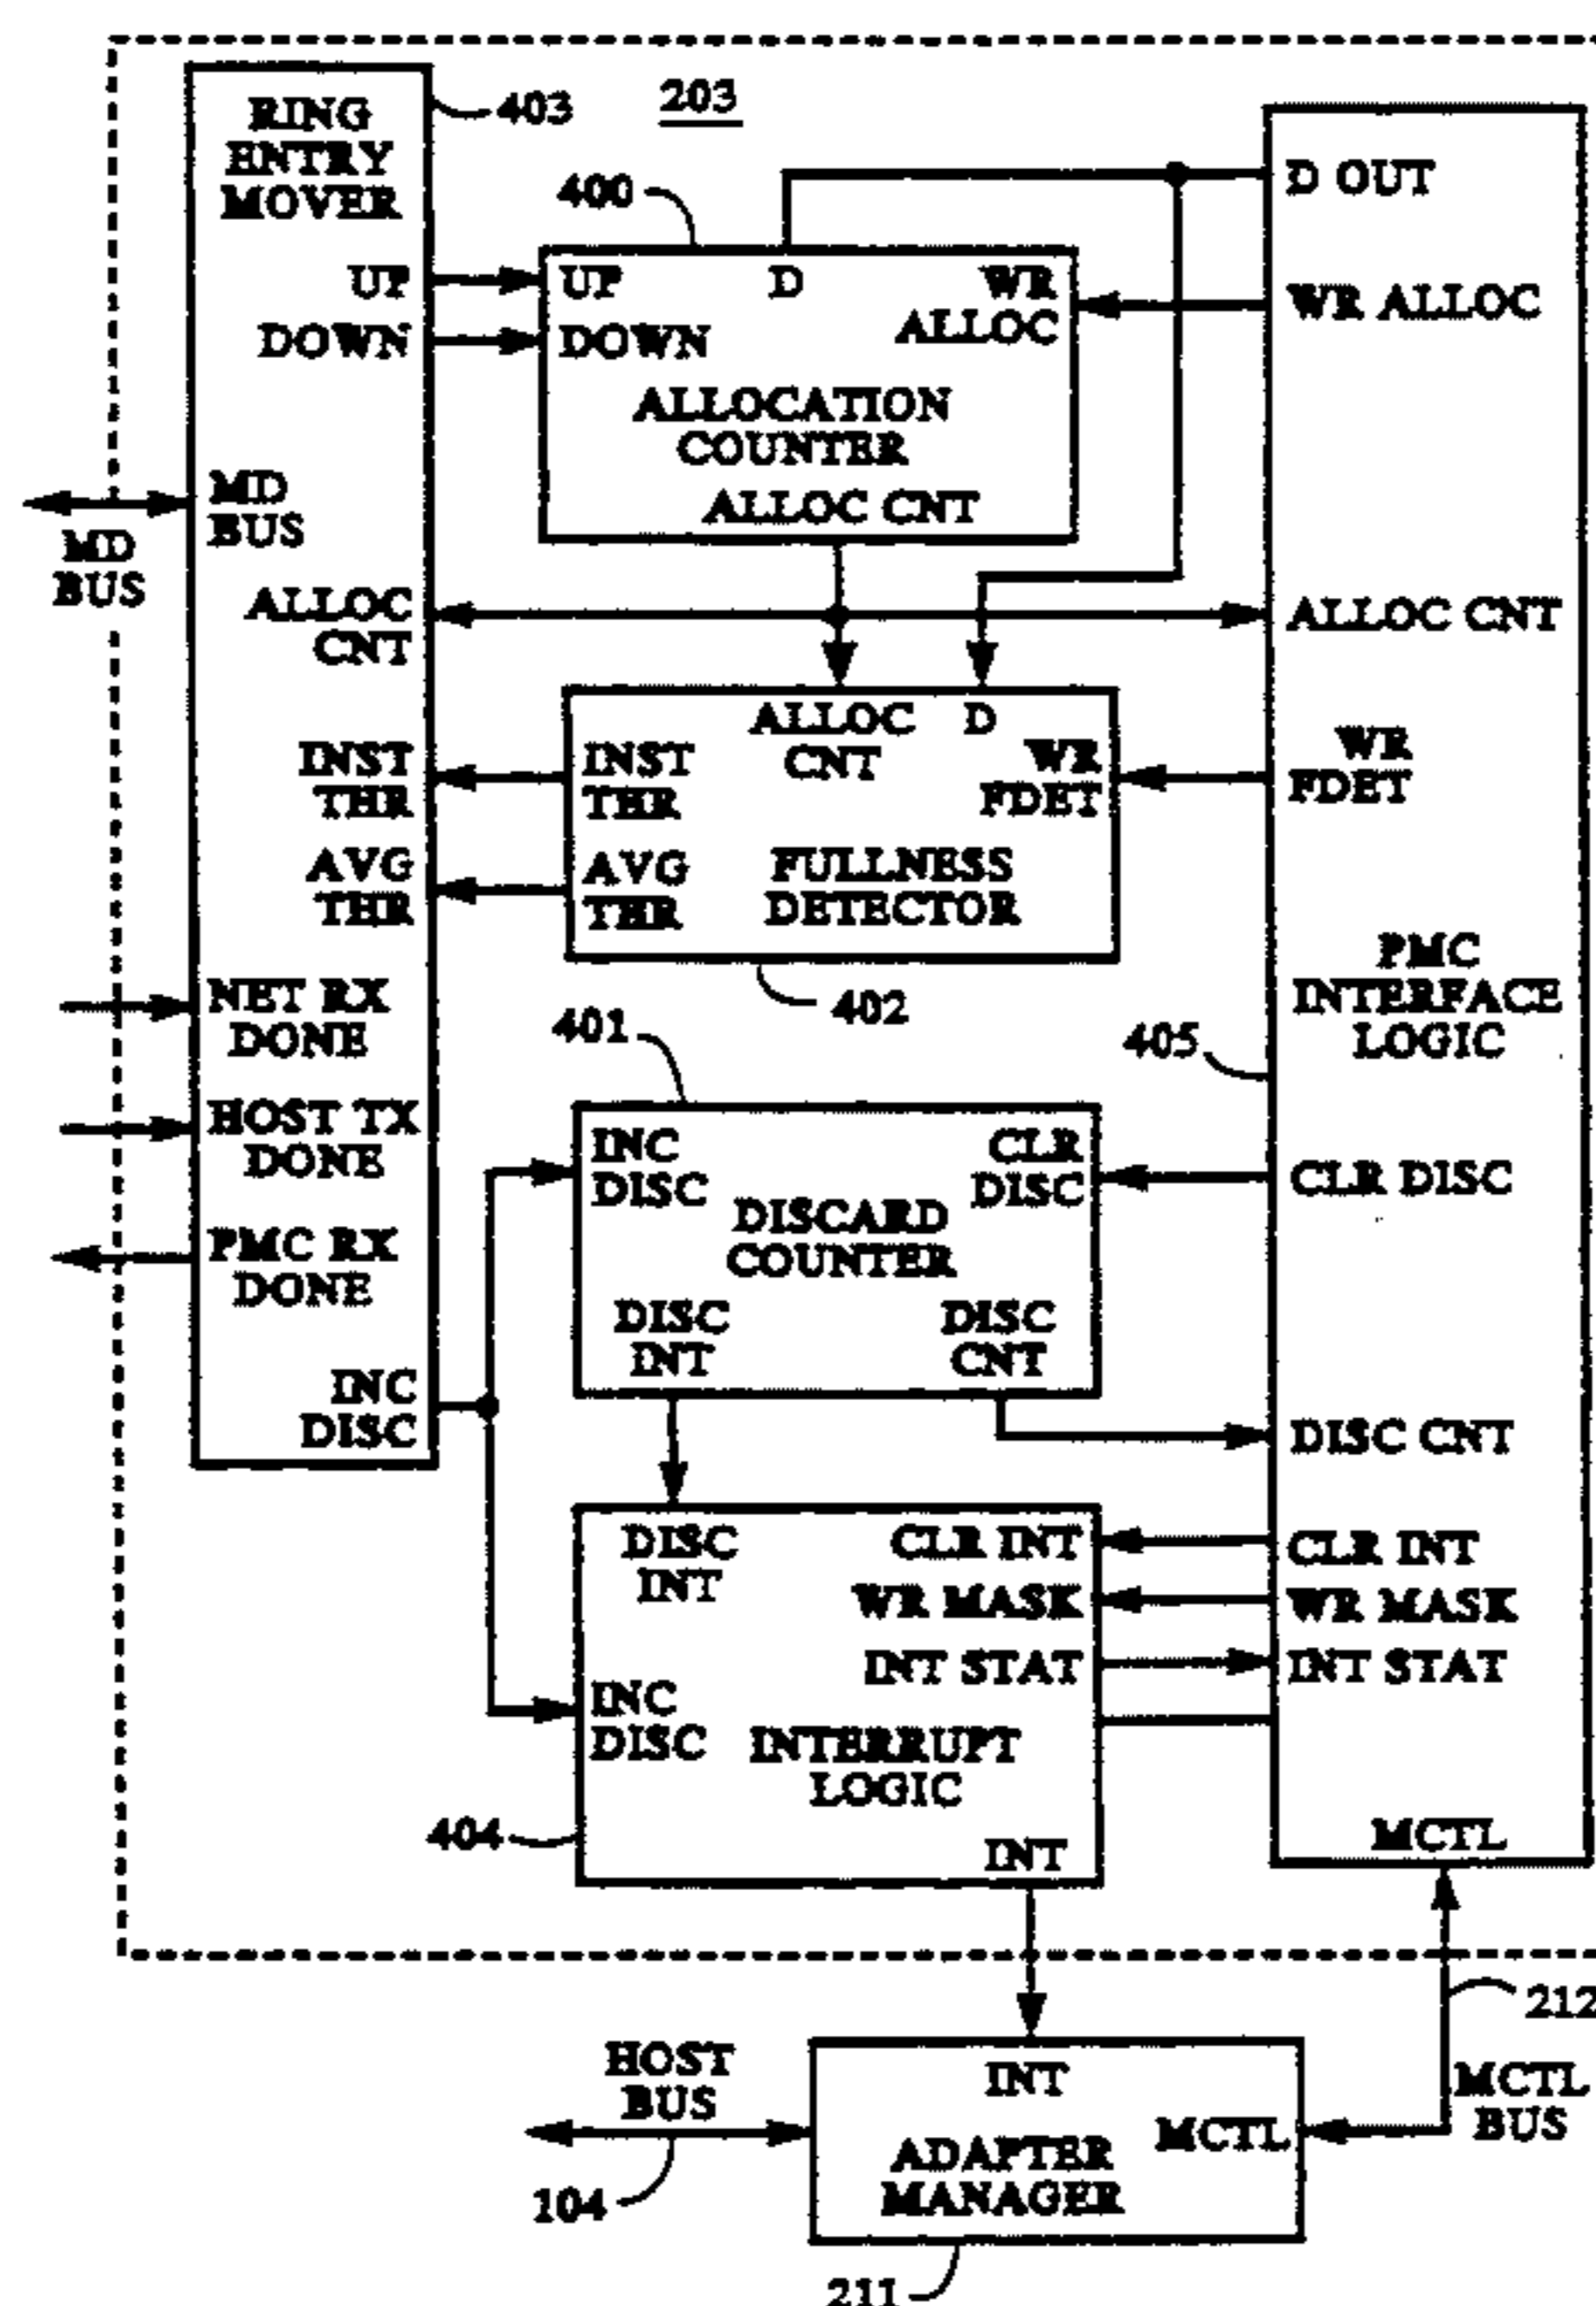 RING
ENTRY
MOVER
403
203
400
D OUT
UP
UP
D
WR
ALLOC
WR ALLOC
DOWN
DOWN
ALLOCATION
COUNTER
ALLOC CNT
MD
BUS
MD
BUS
ALLOC
CNT
ALLOC CNT
ALLOC
CNT
D
INST
THR
INST
THR
WR
FDET
WR
FDET
AVG
THR
AVG
THR
FULLNESS
DETECTOR
402
PMC
INTERFACE
LOGIC
405
NET RX
DONE
401
HOST TX
DONE
INC
DISC
CLR
DISC
CLR DISC
DISCARD
COUNTER
PMC RX
DONE
DISC
INT
DISC
CNT
INC
DISC
DISC CNT
DISC
INT
CLR INT
CLR INT
WR MASK
WR MASK
INT STAT
INT STAT
INC
DISC
INTERRUPT
LOGIC
404
INT
MCTL
212
HOST
BUS
INT
MCTL
BUS
MCTL
ADAPTER
MANAGER
104
211